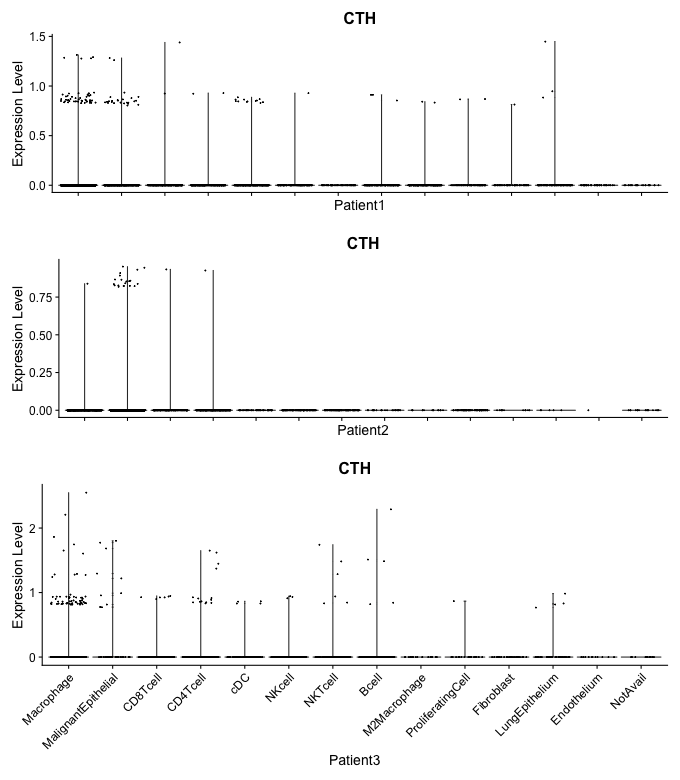 CTH
Expression Level
1.5
1.0
0.5
0.0
Patient1
CTH
Expression Level
0.75
0.50
0.25
0.00
Patient2
CTH
Expression Level
2
1
0
Macrophage
MalignantEpithelial
CD8Tcell
CD4Tcell
cDC
NKcell
NKTcell
Bcell
M2Macrophage
ProliferatingCell
Fibroblast
LungEpithelium
Endothelium
NotAvail
Patient3